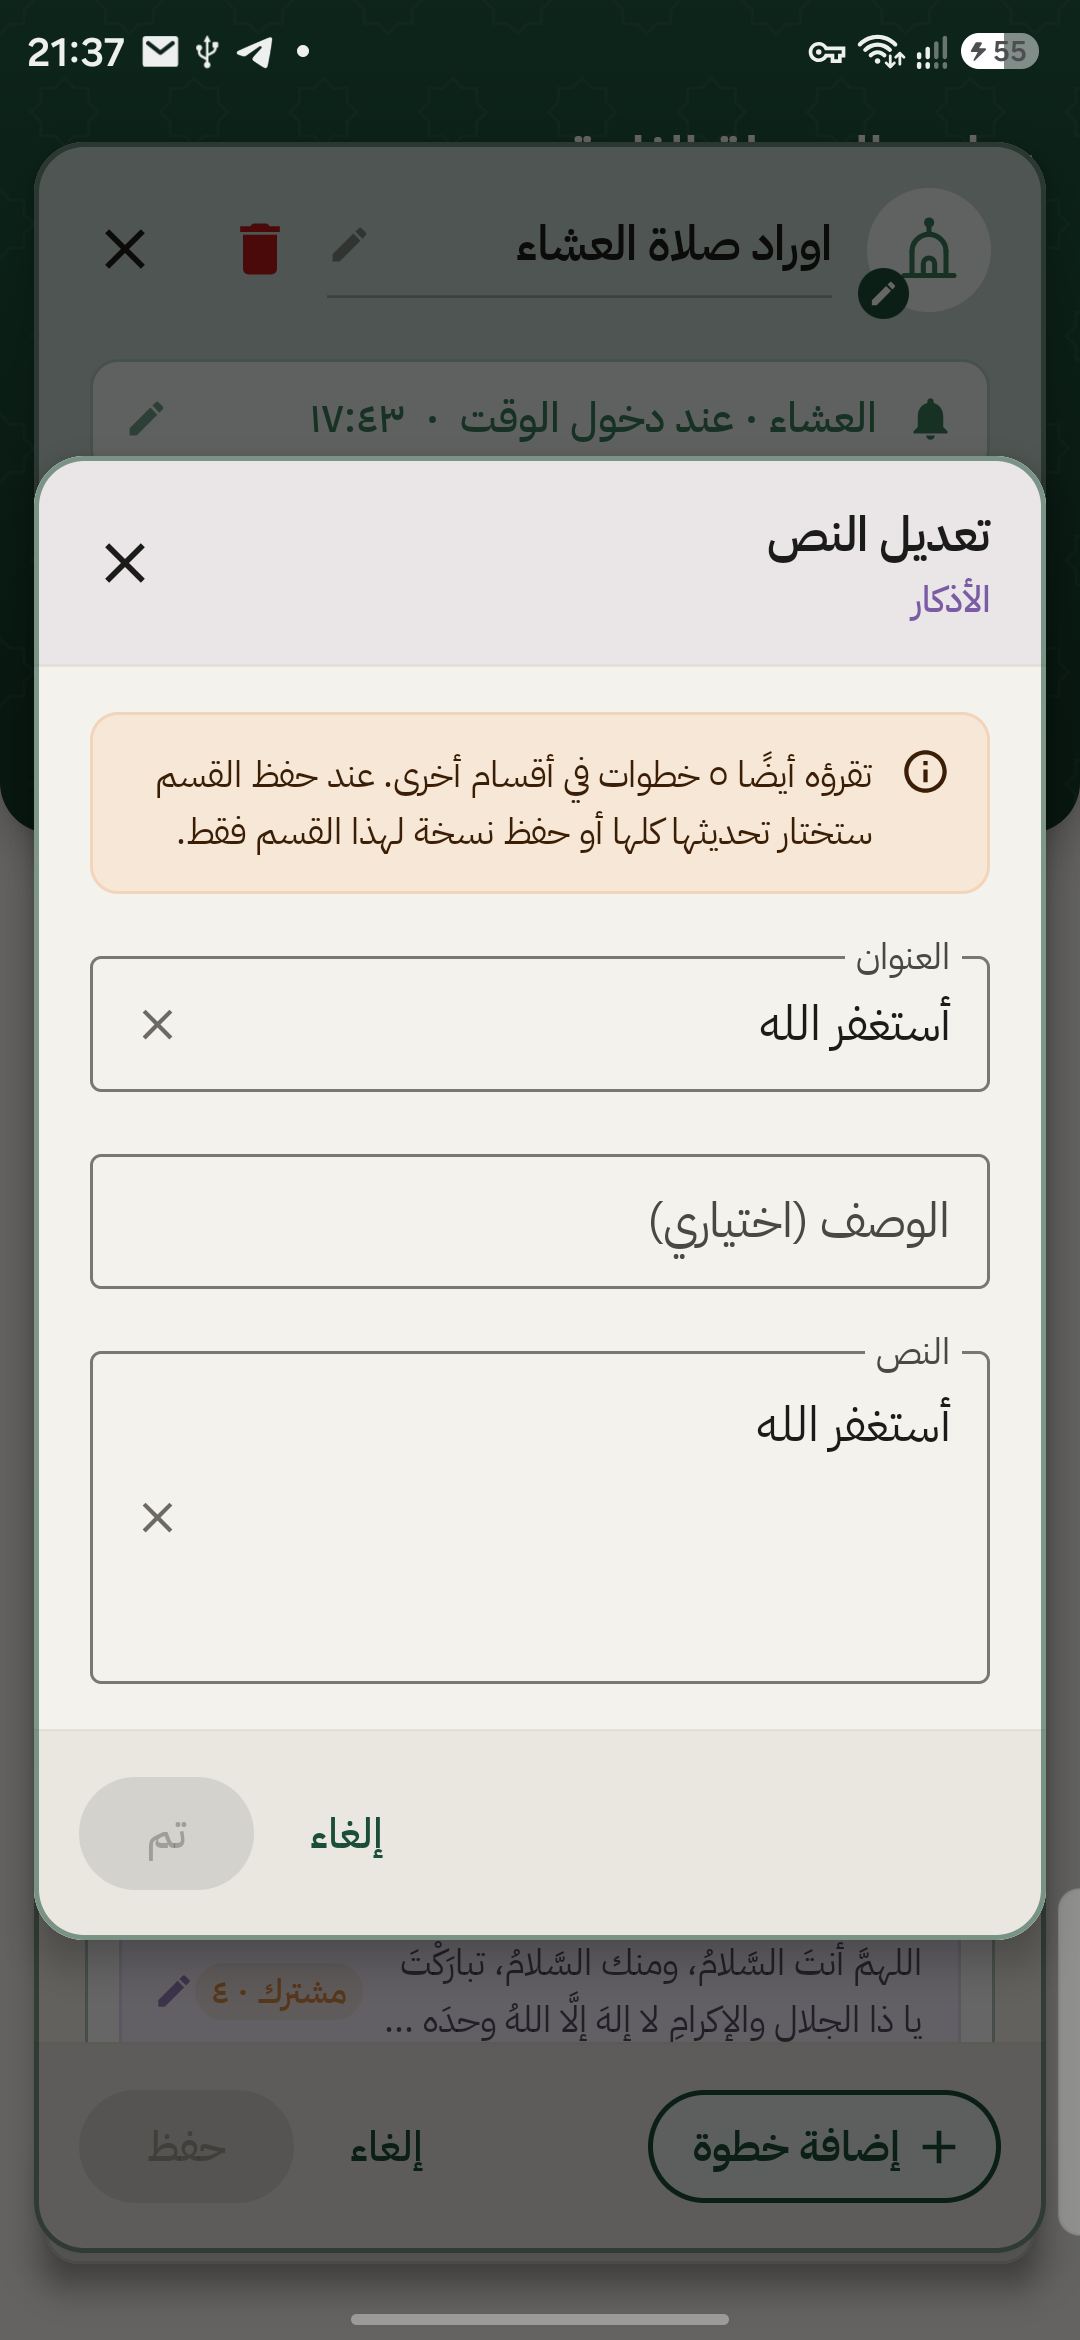 21:37
55
اوراد صلاة العشاء
العشاء · عند دخول الوقت · ١٧:٤٣
تعديل النص
الأذكار
تقرؤه أيضًا ٥ خطوات في أقسام أخرى. عند حفظ القسم
ستختار تحديثها كلها أو حفظ نسخة لهذا القسم فقط.
العنوان
أستغفر الله
الوصف (اختياري)
النص
أستغفر الله
تم
إلغاء
اللهمَّ أنتَ السَّلامُ، ومنك السَّلامُ، تبارَكْتَ
يا ذا الجلال والإكرامِ لا إلهَ إلَّا اللهُ وحدَه ...
مشترك · ٤
إضافة خطوة
إلغاء
حفظ